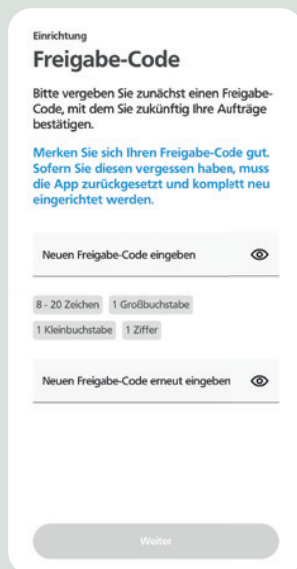 Einrichtung
Freigabe-Code
Bitte vergeben Sie zunächst einen Freigabe-
Code, mit dem Sie zukünftig Ihre Aufträge
bestätigen.
Merken Sie sich Ihren Freigabe-Code gut.
Sofern Sie diesen vergessen haben, muss
die App zurückgesetzt und komplett neu
eingerichtet werden.
Neuen Freigabe-Code eingeben
8 - 20 Zeichen 1 Großbuchstabe
1 Kleinbuchstabe 1 Ziffer
Neuen Freigabe-Code erneut eingeben
Weiter